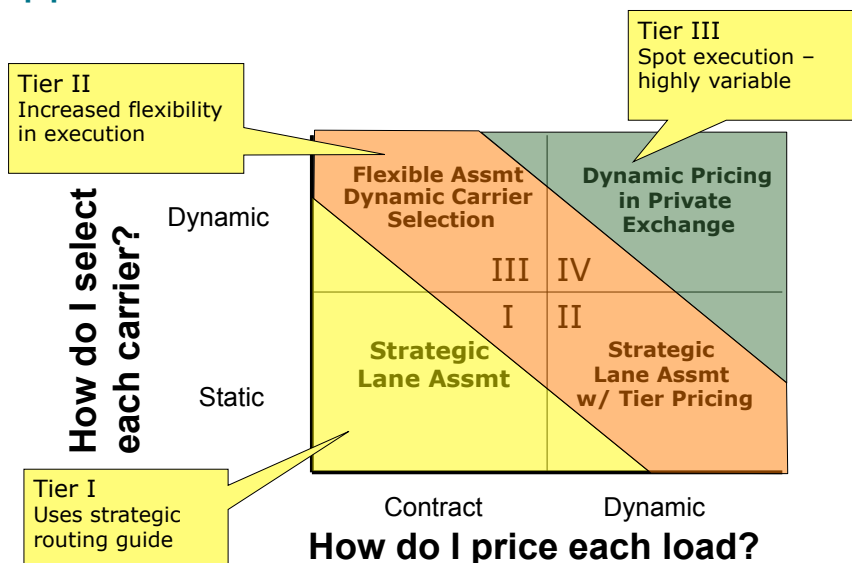 Tier III
Spot execution –
highly variable
Tier II
Increased flexibility
in execution
Flexible Assmt
Dynamic Carrier
Selection
Dynamic Pricing
in Private
Exchange
How do I select
each carrier?
Dynamic
III
IV
I
II
Strategic
Lane Assmt
Strategic
Lane Assmt
w/ Tier Pricing
Static
Tier I
Uses strategic
routing guide
Contract
Dynamic
How do I price each load?